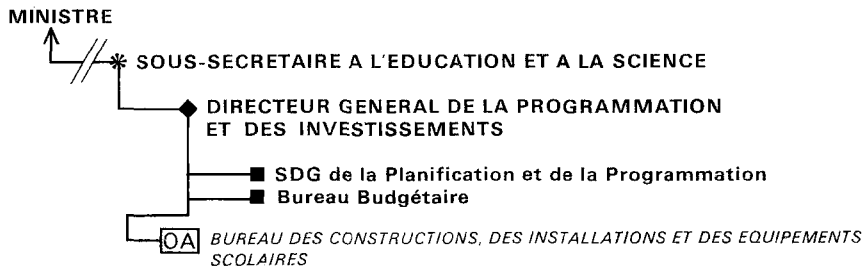 MINISTRE
SOUS-SECRETAIRE A L'EDUCATION ET A LA SCIENCE
DIRECTEUR GENERAL DE LA PROGRAMMATION
ET DES INVESTISSEMENTS
SDG de la Planification et de la Programmation
Bureau Budgétaire
OA BUREAU DES CONSTRUCTIONS, DES INSTALLATIONS ET DES EQUIPEMENTS
SCOLAIRES